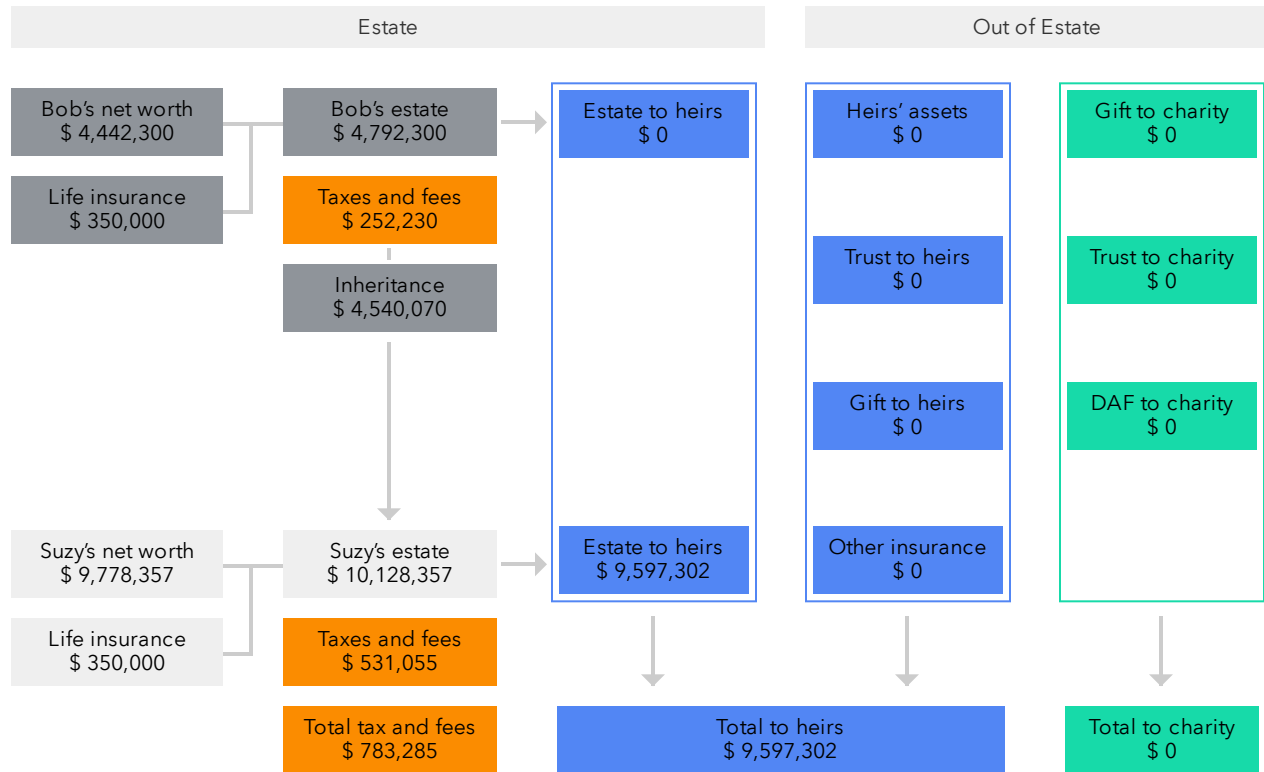 Estate
Out of Estate
Bob's net worth
$ 4,442,300
Bob's estate
$ 4,792,300
Estate to heirs
$ 0
Heirs' assets
$ 0
Gift to charity
$ 0
Life insurance
$ 350,000
Taxes and fees
$ 252,230
Inheritance
$ 4,540,070
Trust to heirs
$ 0
Trust to charity
$ 0
Gift to heirs
$ 0
DAF to charity
$ 0
Suzy's net worth
$ 9,778,357
Suzy's estate
$ 10,128,357
Estate to heirs
$ 9,597,302
Other insurance
$ 0
Life insurance
$ 350,000
Taxes and fees
$ 531,055
Total tax and fees
$ 783,285
Total to heirs
$ 9,597,302
Total to charity
$ 0